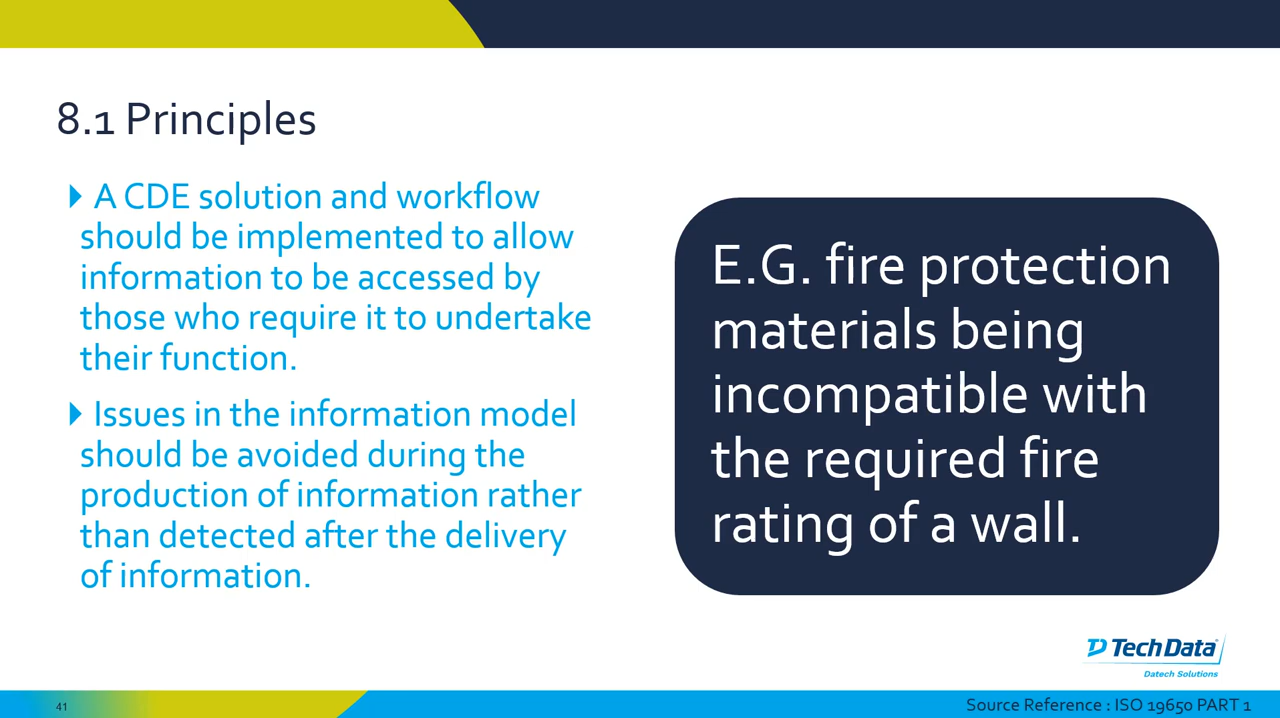 8.1 Principles
A CDE solution and workflow
should be implemented to allow
information to be accessed by
those who require it to undertake
their function.
Issues in the information model
should be avoided during the
production of information rather
than detected after the delivery
of information.
E.G. fire protection
materials being
incompatible with
the required fire
rating of a wall.
TechData
Datech Solutions
41
Source Reference : ISO 19650 PART 1